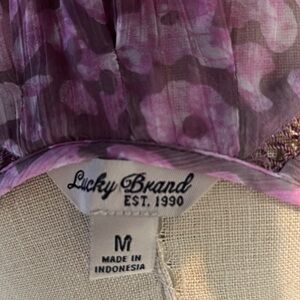 Lucky Brand
EST. 1990
M
MADE IN
INDONESIA